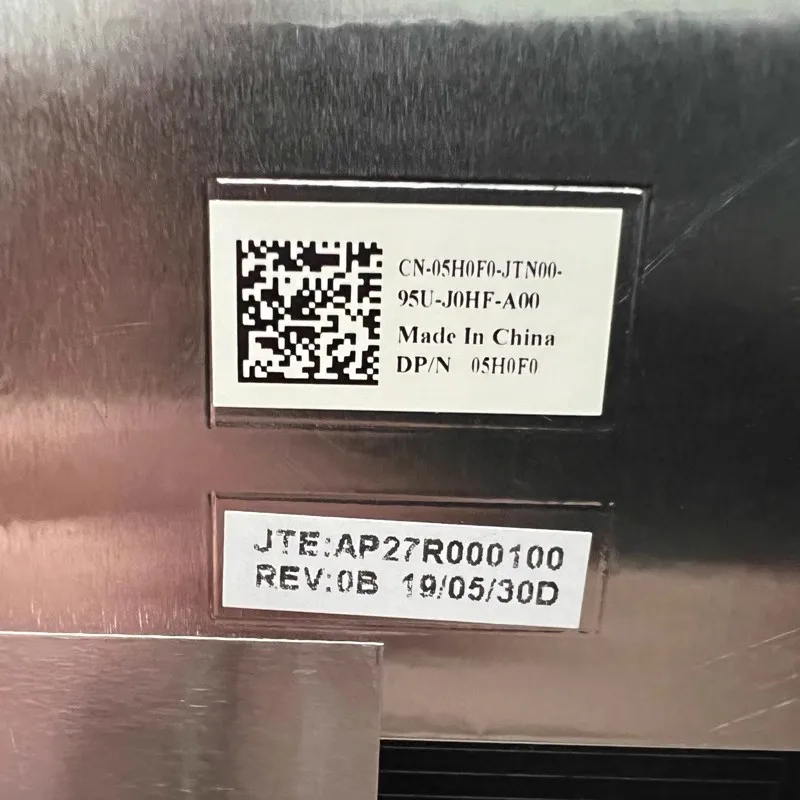 CN-05H0F0-JTN00-
95U-J0HF-A00
Made In China
DP/N 05H0F0
JTE:AP27R000100
REV:0B 19/05/30D